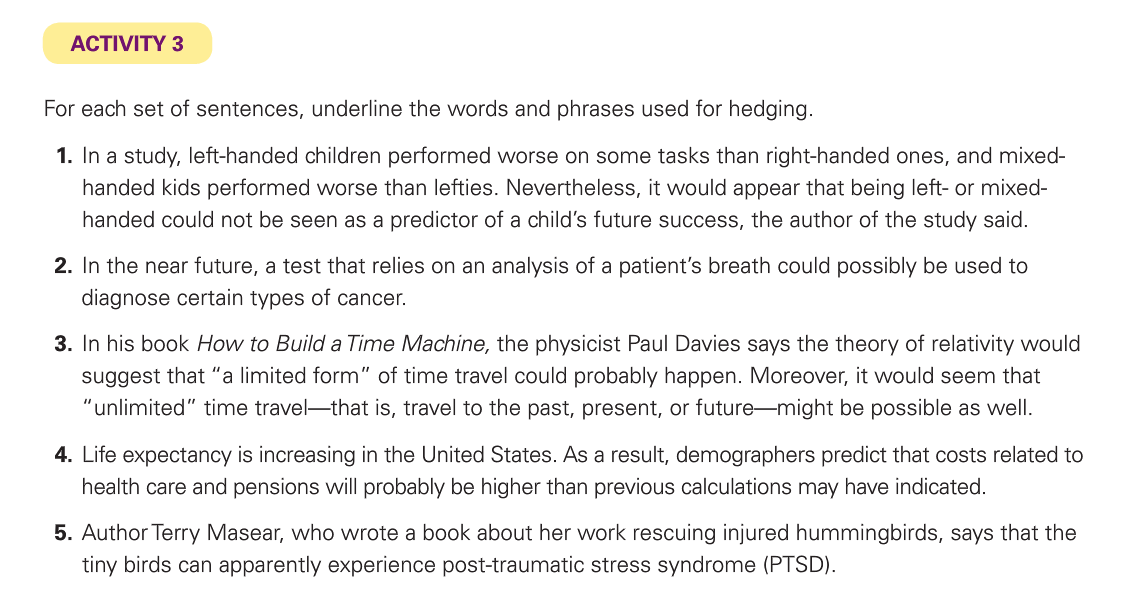 ACTIVITY 3
For each set of sentences, underline the words and phrases used for hedging.
1. In a study, left-handed children performed worse on some tasks than right-handed ones, and mixed-
handed kids performed worse than lefties. Nevertheless, it would appear that being left- or mixed-
handed could not be seen as a predictor of a child’s future success, the author of the study said.
2. In the near future, a test that relies on an analysis of a patient’s breath could possibly be used to
diagnose certain types of cancer.
3. In his book How to Build a Time Machine, the physicist Paul Davies says the theory of relativity would
suggest that “a limited form” of time travel could probably happen. Moreover, it would seem that
“unlimited” time travel—that is, travel to the past, present, or future—might be possible as well.
4. Life expectancy is increasing in the United States. As a result, demographers predict that costs related to
health care and pensions will probably be higher than previous calculations may have indicated.
5. Author Terry Masear, who wrote a book about her work rescuing injured hummingbirds, says that the
tiny birds can apparently experience post-traumatic stress syndrome (PTSD).